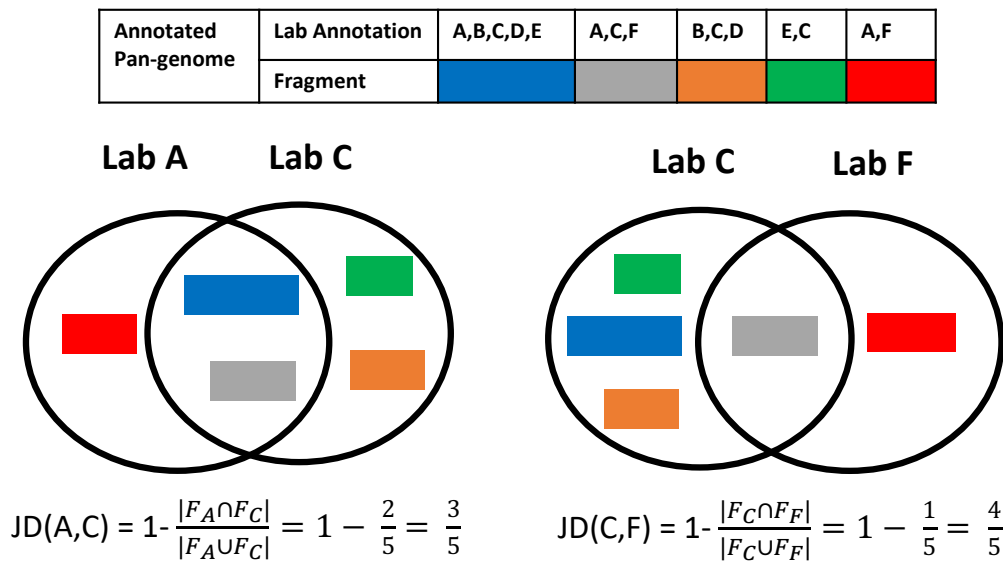 Annotated Pan-genome Lab Annotation A,B,C,D,E A,C,F B,C,D E,C A,F
Fragment
Lab A Lab C Lab C Lab F
JD(A,C) = 1- |F_A∩F_C| / |F_A∪F_C| = 1 − 2/5 = 3/5
JD(C,F) = 1- |F_C∩F_F| / |F_C∪F_F| = 1 − 1/5 = 4/5